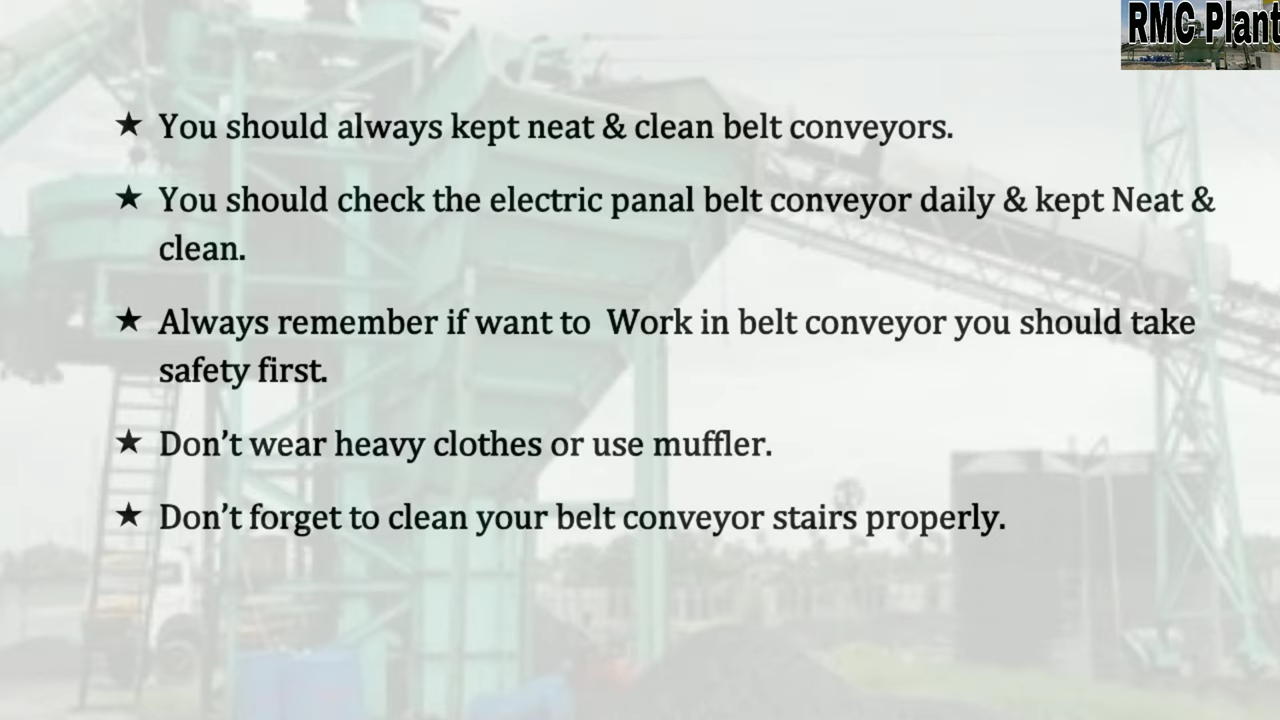 RMC Plant
★ You should always kept neat & clean belt conveyors.
★ You should check the electric panal belt conveyor daily & kept Neat &
clean.
★ Always remember if want to  Work in belt conveyor you should take
safety first.
★ Don’t wear heavy clothes or use muffler.
★ Don’t forget to clean your belt conveyor stairs properly.